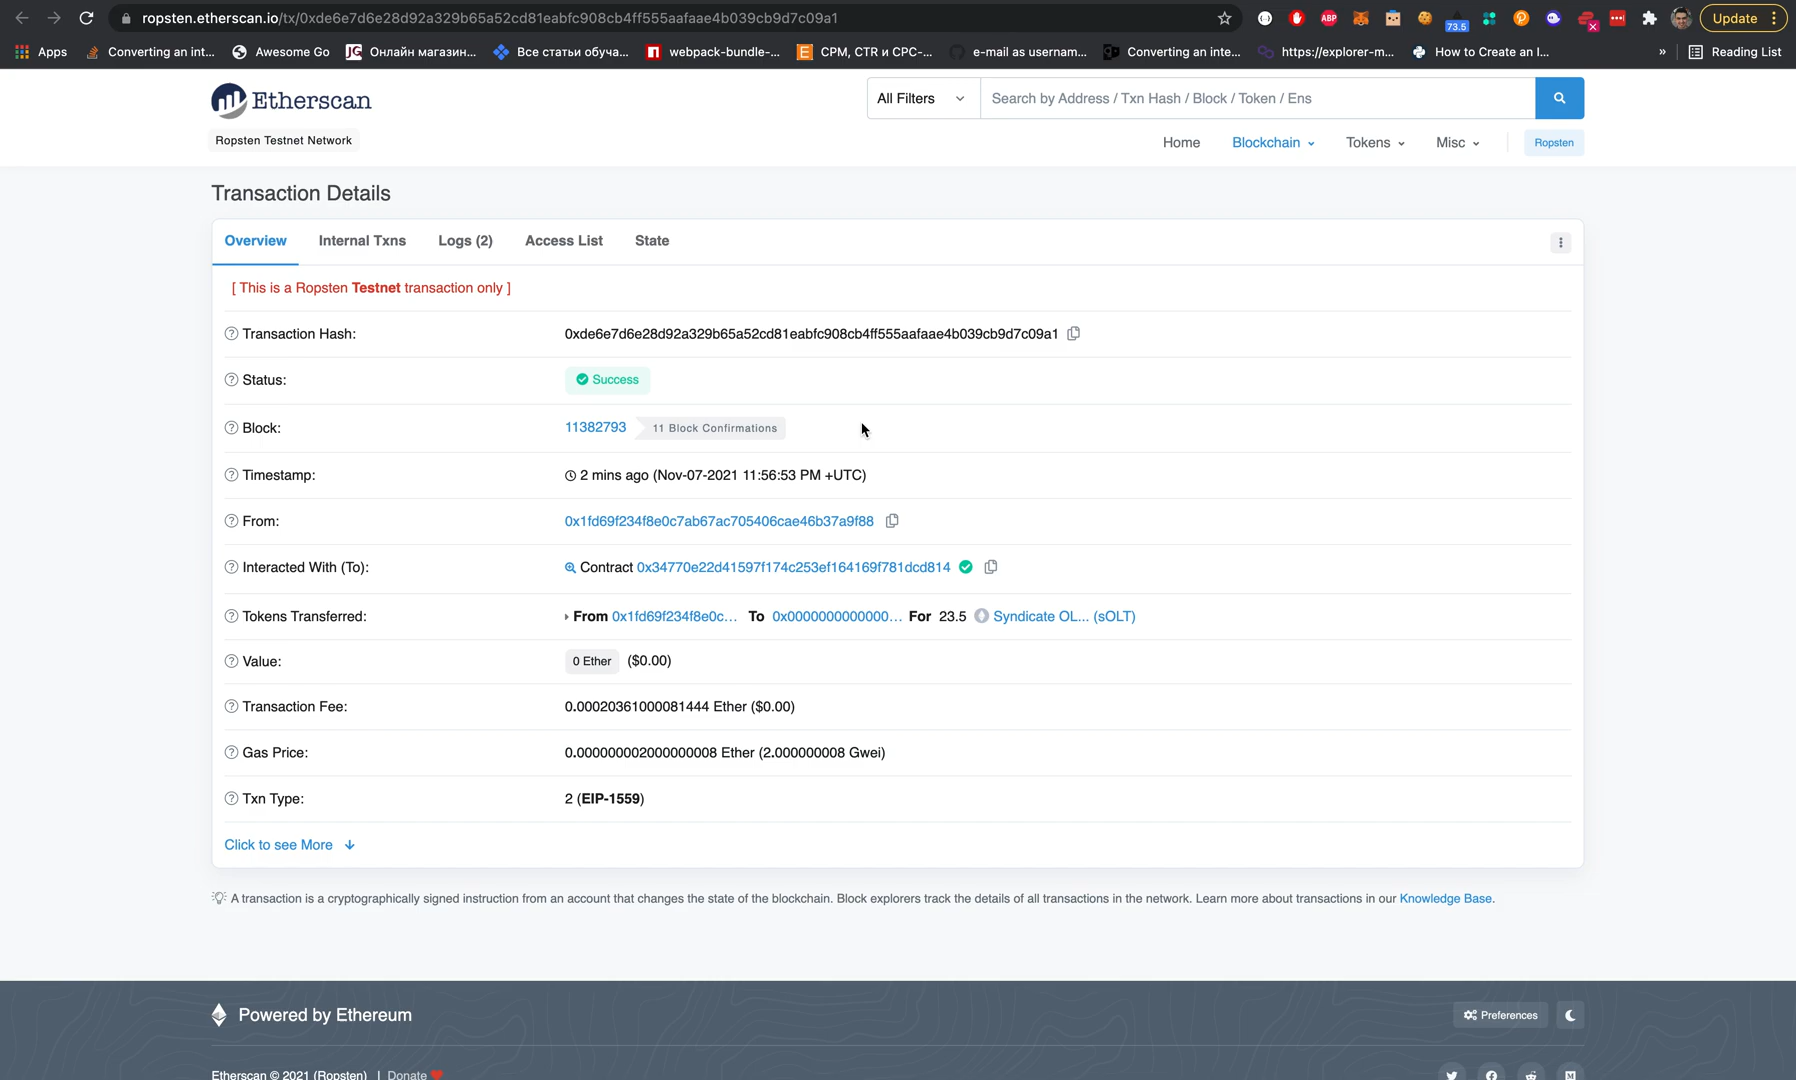 ropsten.etherscan.io/tx/0xde6e7d6e28d92a329b65a52cd81eabfc908cb4ff555aafaae4b039cb9d7c09a1
ABP
73.5
Update
Apps
Converting an int...
Awesome Go
Онлайн магазин...
Все статьи обуча...
webpack-bundle-...
CPM, CTR и CPC-...
e-mail as usernam...
Converting an inte...
https://explorer-m...
How to Create an I...
»
Reading List
Etherscan
All Filters
Search by Address / Txn Hash / Block / Token / Ens
Ropsten Testnet Network
Home
Blockchain
Tokens
Misc
Ropsten
Transaction Details
Overview
Internal Txns
Logs (2)
Access List
State
[ This is a Ropsten Testnet transaction only ]
Transaction Hash:
0xde6e7d6e28d92a329b65a52cd81eabfc908cb4ff555aafaae4b039cb9d7c09a1
Status:
Success
Block:
11382793
11 Block Confirmations
Timestamp:
2 mins ago (Nov-07-2021 11:56:53 PM +UTC)
From:
0x1fd69f234f8e0c7ab67ac705406cae46b37a9f88
Interacted With (To):
Contract 0x34770e22d41597f174c253ef164169f781dcd814
Tokens Transferred:
From 0x1fd69f234f8e0c... To 0x0000000000000... For 23.5 Syndicate OL... (sOLT)
Value:
0 Ether ($0.00)
Transaction Fee:
0.00020361000081444 Ether ($0.00)
Gas Price:
0.000000002000000008 Ether (2.000000008 Gwei)
Txn Type:
2 (EIP-1559)
Click to see More
A transaction is a cryptographically signed instruction from an account that changes the state of the blockchain. Block explorers track the details of all transactions in the network. Learn more about transactions in our Knowledge Base.
Powered by Ethereum
Preferences
Etherscan © 2021 (Ropsten) | Donate